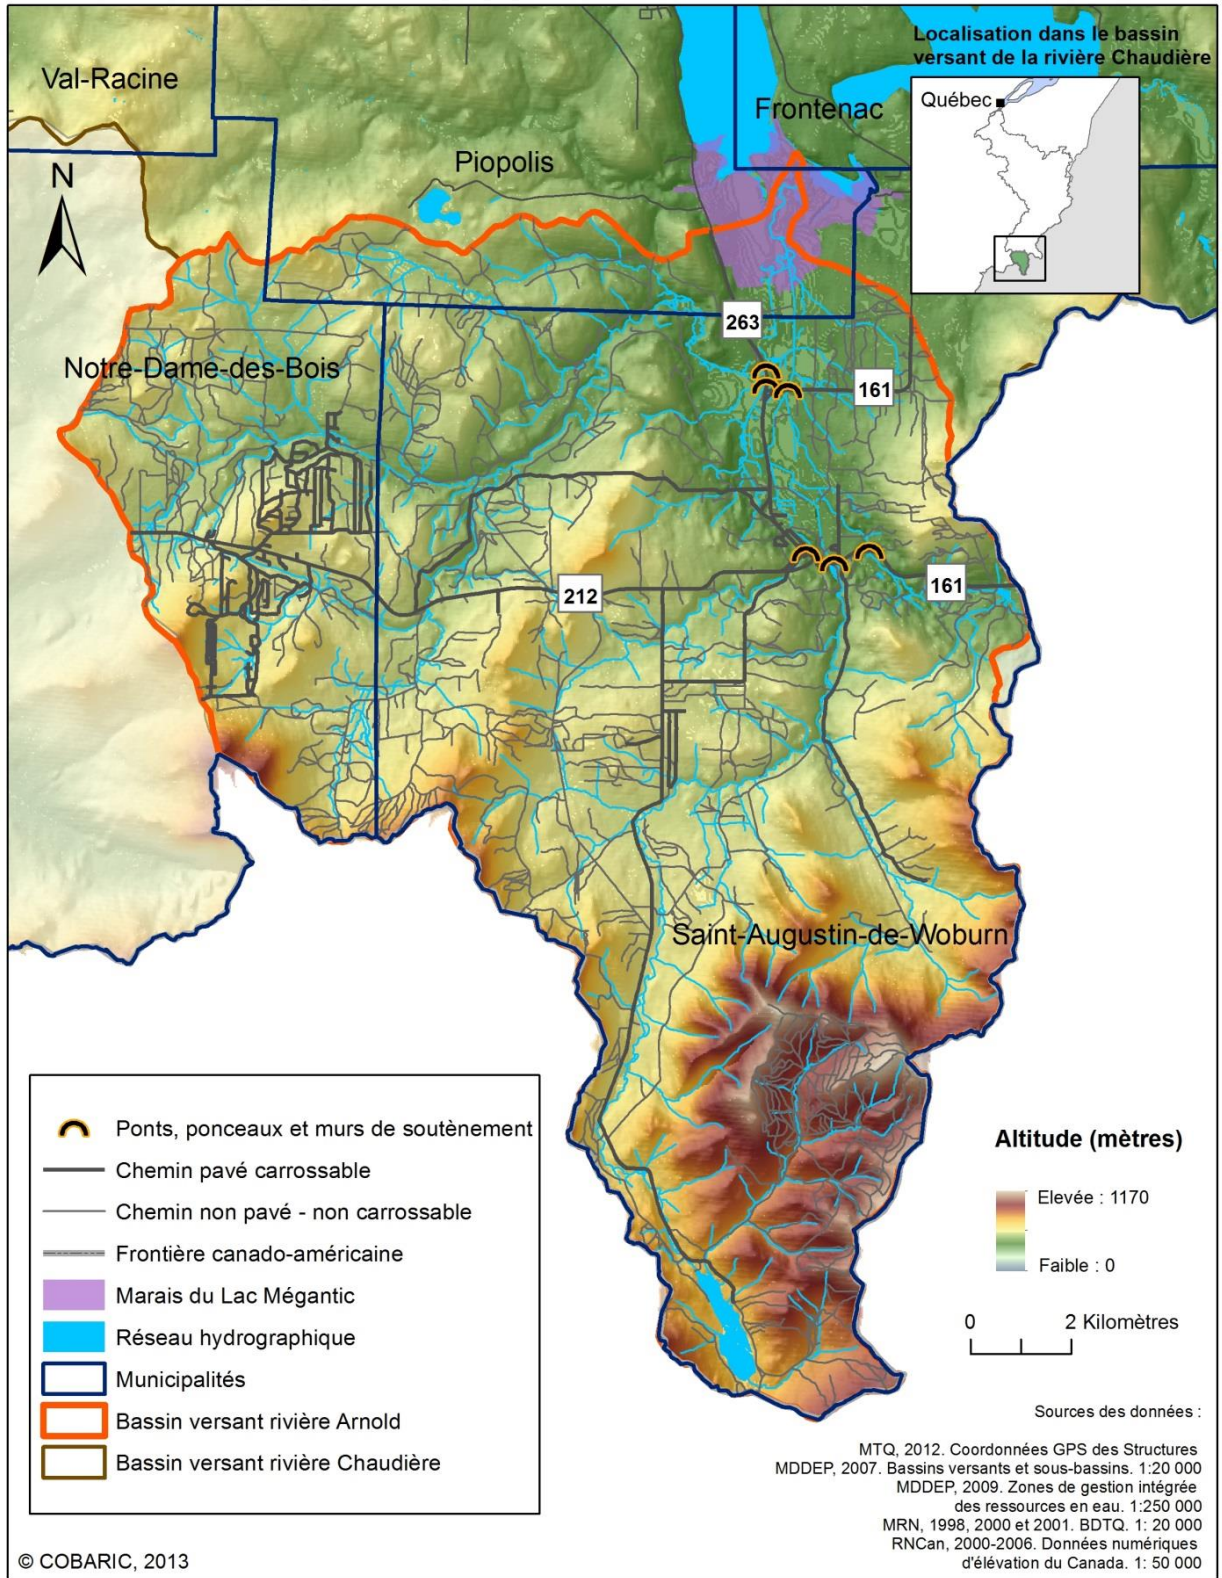 Localisation dans le bassin
versant de la rivière Chaudière
Québec
Val-Racine
Frontenac
Piopolis
N
263
Notre-Dame-des-Bois
161
212
161
Saint-Augustin-de-Woburn
Ponts, ponceaux et murs de soutènement
Chemin pavé carrossable
Chemin non pavé - non carrossable
Frontière canado-américaine
Marais du Lac Mégantic
Réseau hydrographique
Municipalités
Bassin versant rivière Arnold
Bassin versant rivière Chaudière
Altitude (mètres)
Elevée : 1170
Faible : 0
0 2 Kilomètres
Sources des données :
MTQ, 2012. Coordonnées GPS des Structures
MDDEP, 2007. Bassins versants et sous-bassins. 1:20 000
MDDEP, 2009. Zones de gestion intégrée
des ressources en eau. 1:250 000
MRN, 1998, 2000 et 2001. BDTQ. 1: 20 000
RNCan, 2000-2006. Données numériques
d'élévation du Canada. 1: 50 000
© COBARIC, 2013